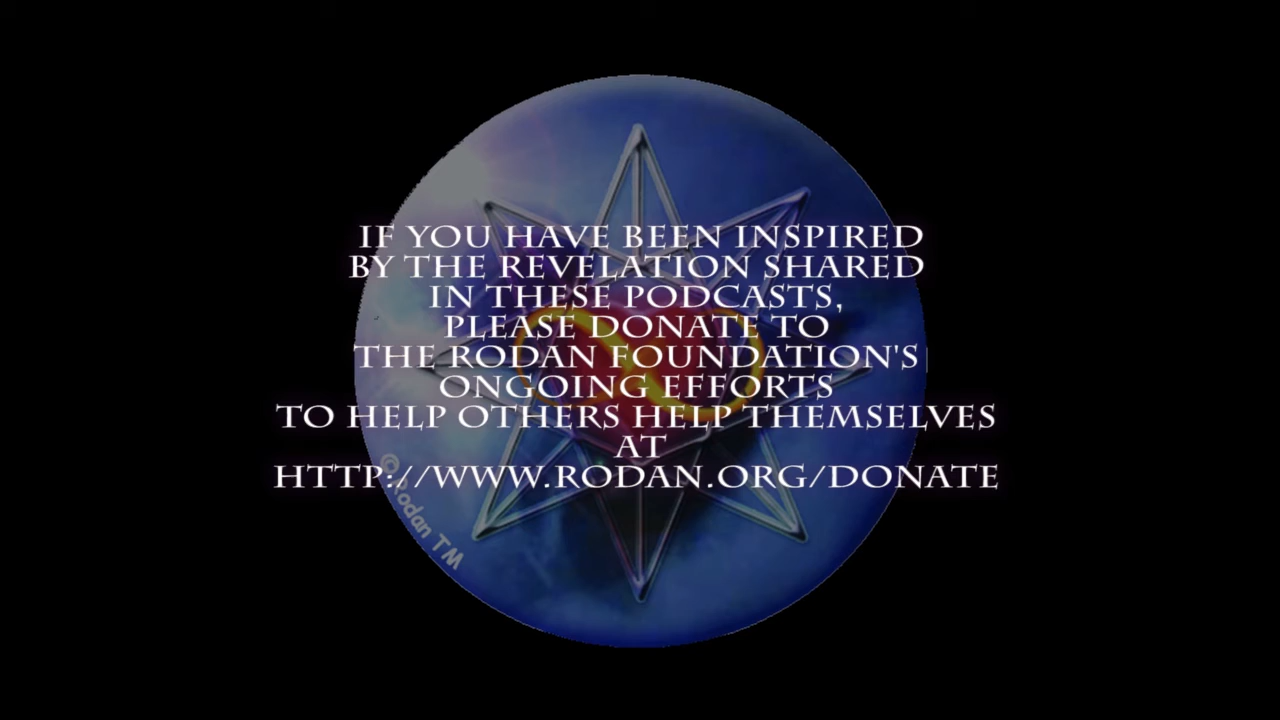 IF YOU HAVE BEEN INSPIRED
BY THE REVELATION SHARED
IN THESE PODCASTS,
PLEASE DONATE TO
THE RODAN FOUNDATION'S
ONGOING EFFORTS
TO HELP OTHERS HELP THEMSELVES
AT
HTTP://WWW.RODAN.ORG/DONATE
©Rodan TM